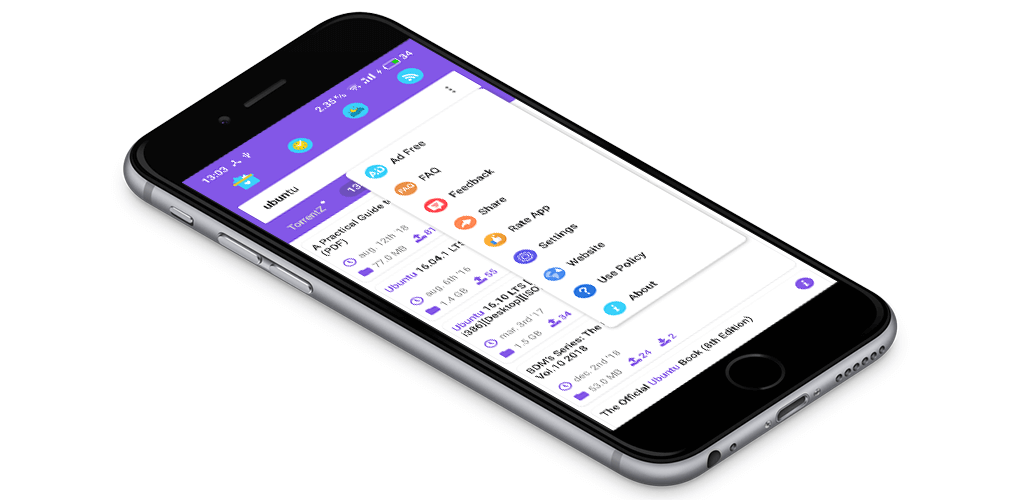 13:03
2.35 K/s
34
ubuntu
TorrentZ
13
Ad Free
FAQ
Feedback
Share
Rate App
Settings
Website
Use Policy
About
A Practical Guide to
(PDF)
aug. 12th '18
77.0 MB
81
Ubuntu 16.04.1 LTS
aug. 6th '16
1.4 GB
55
Ubuntu 16.10 LTS [
i386][Desktop][ISO
mar. 3rd '17
1.5 GB
34
BDM's Series: The
Vol.10 2018
dec. 2nd '18
53.0 MB
24
2
The Official Ubuntu Book (8th Edition)